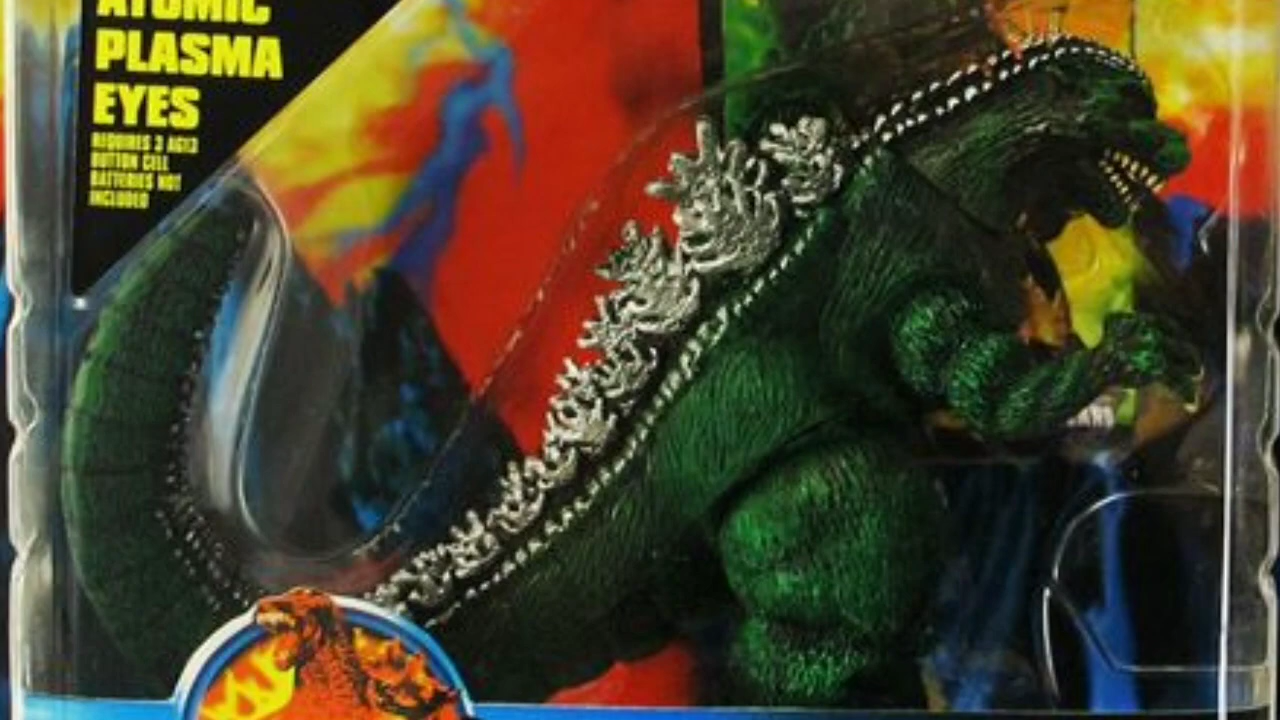 ATOMIC
PLASMA
EYES
REQUIRES 3 AG13
BUTTON CELL
BATTERIES NOT
INCLUDED